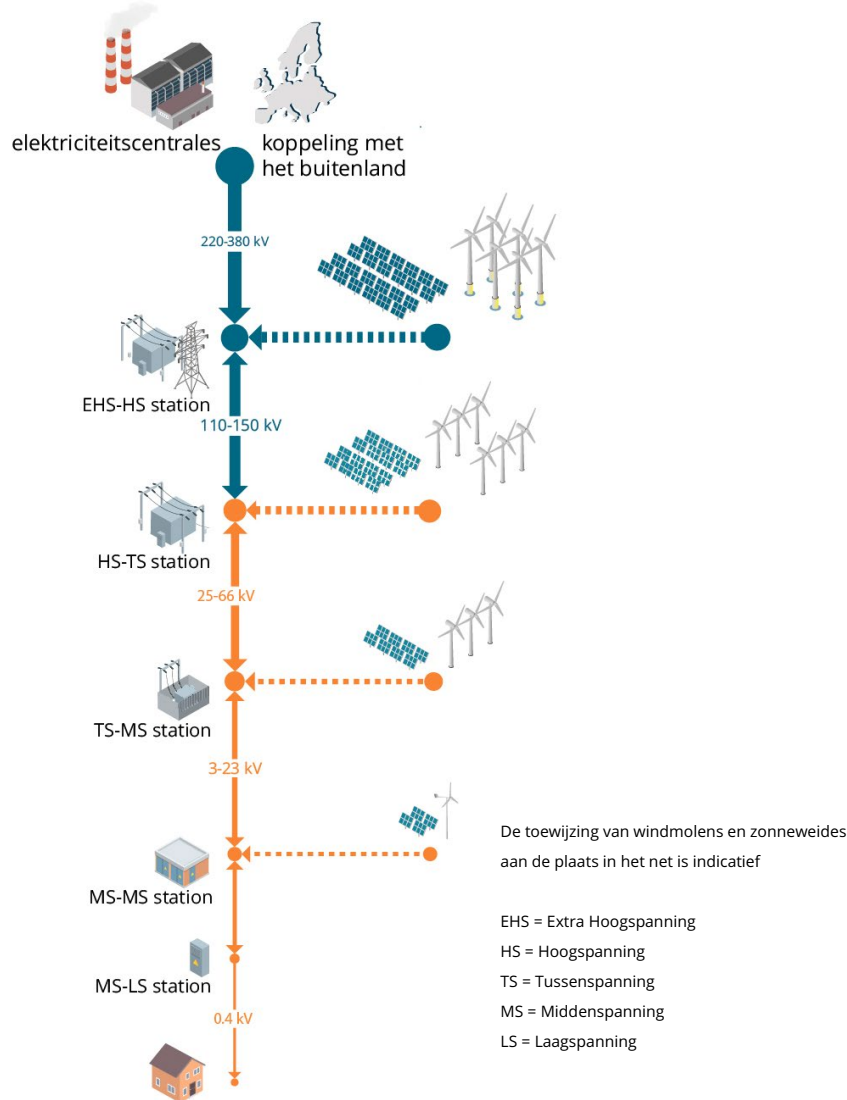 elektriciteitscentrales
koppeling met
het buitenland
220-380 kV
EHS-HS station
110-150 kV
HS-TS station
25-66 kV
TS-MS station
3-23 kV
De toewijzing van windmolens en zonneweides
aan de plaats in het net is indicatief
MS-MS station
EHS = Extra Hoogspanning
HS = Hoogspanning
TS = Tussenspanning
MS = Middenspanning
LS = Laagspanning
MS-LS station
0.4 kV